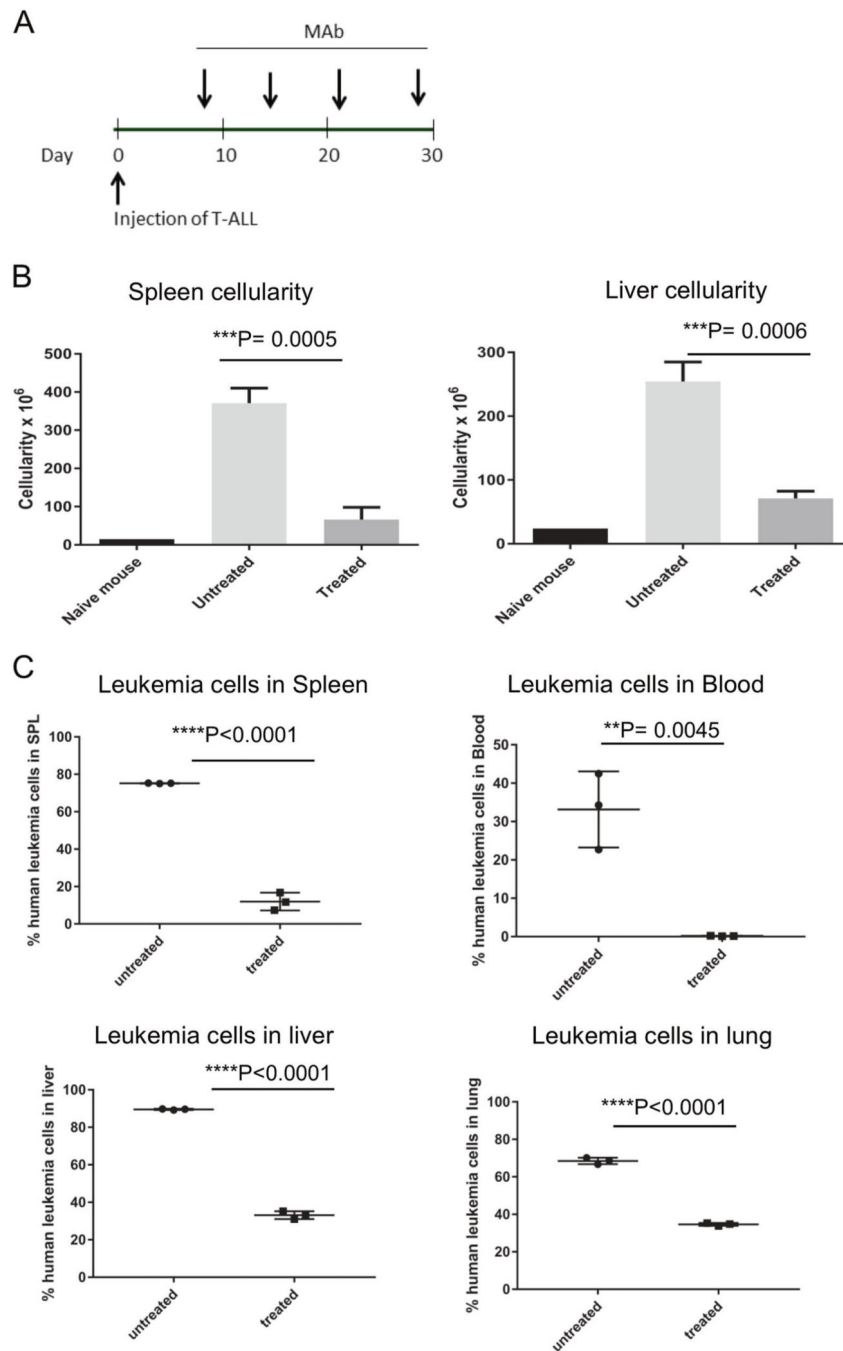 A
MAb
Day 0 10 20 30
Injection of T-ALL
B
Spleen cellularity
***P= 0.0005
Cellularity x 10⁶
500
400
300
200
100
0
Naive mouse
Untreated
Treated
Liver cellularity
***P= 0.0006
Cellularity x 10⁶
300
200
100
0
Naive mouse
Untreated
Treated
C
Leukemia cells in Spleen
****P<0.0001
% human leukemia cells in SPL
100
80
60
40
20
0
untreated
treated
Leukemia cells in Blood
**P= 0.0045
% human leukemia cells in Blood
50
40
30
20
10
0
untreated
treated
Leukemia cells in liver
****P<0.0001
% human leukemia cells in liver
100
80
60
40
20
0
untreated
treated
Leukemia cells in lung
****P<0.0001
% human leukemia cells in lung
100
80
60
40
20
0
untreated
treated